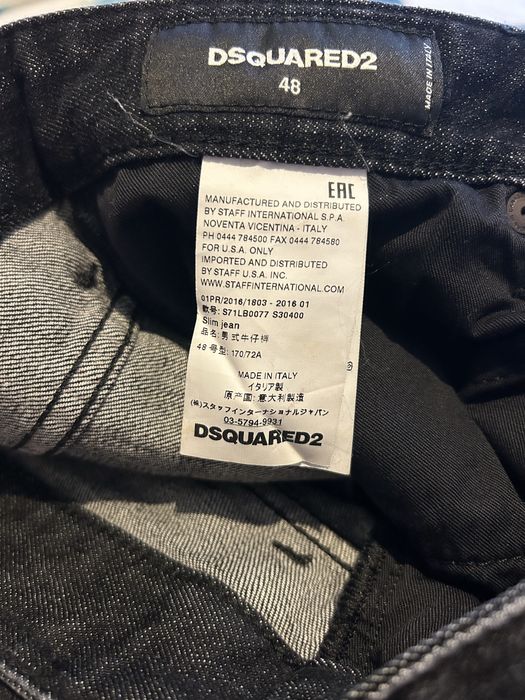 DSQUARED2
48
MADE IN ITALY
EAC
MANUFACTURED AND DISTRIBUTED
BY STAFF INTERNATIONAL S.P.A.
NOVENTA VICENTINA - ITALY
PH 0444 784500 FAX 0444 784580
FOR U.S.A. ONLY
IMPORTED AND DISTRIBUTED
BY STAFF U.S.A. INC.
WWW.STAFFINTERNATIONAL.COM
01PR/2016/1803 - 2016 01
款号: S71LB0077 S30400
Slim jean
品名: 男式牛仔裤
48 号型: 170/72A
MADE IN ITALY
イタリア製
原产国: 意大利製造
(株)スタッフインターナショナルジャパン
03-5794-9931
DSQUARED2